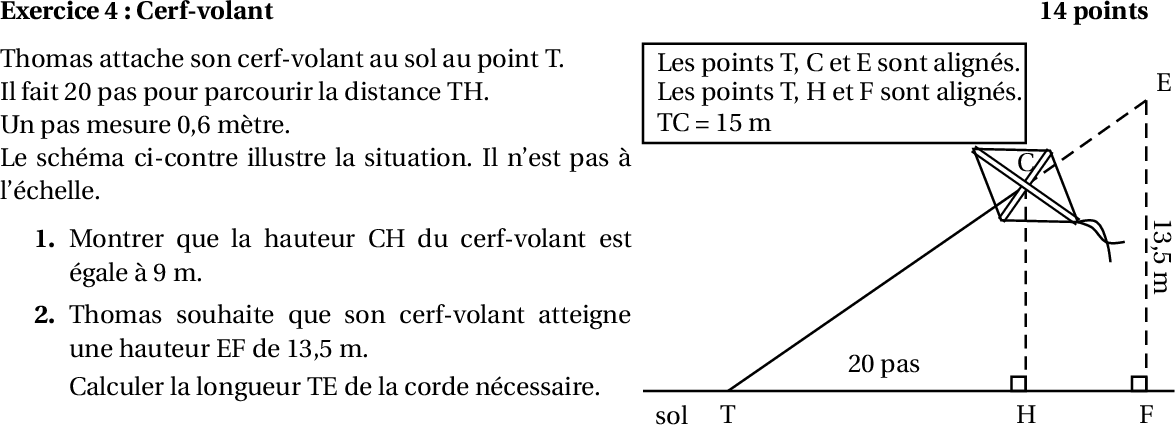 Exercice 4 : Cerf-volant 14 points
Thomas attache son cerf-volant au sol au point T.
Il fait 20 pas pour parcourir la distance TH.
Un pas mesure 0,6 mètre.
Le schéma ci-contre illustre la situation. Il n’est pas à
l’échelle.
1. Montrer que la hauteur CH du cerf-volant est
égale à 9 m.
2. Thomas souhaite que son cerf-volant atteigne
une hauteur EF de 13,5 m.
Calculer la longueur TE de la corde nécessaire.
Les points T, C et E sont alignés.
Les points T, H et F sont alignés.
TC = 15 m
E
C
13,5 m
20 pas
sol T H F